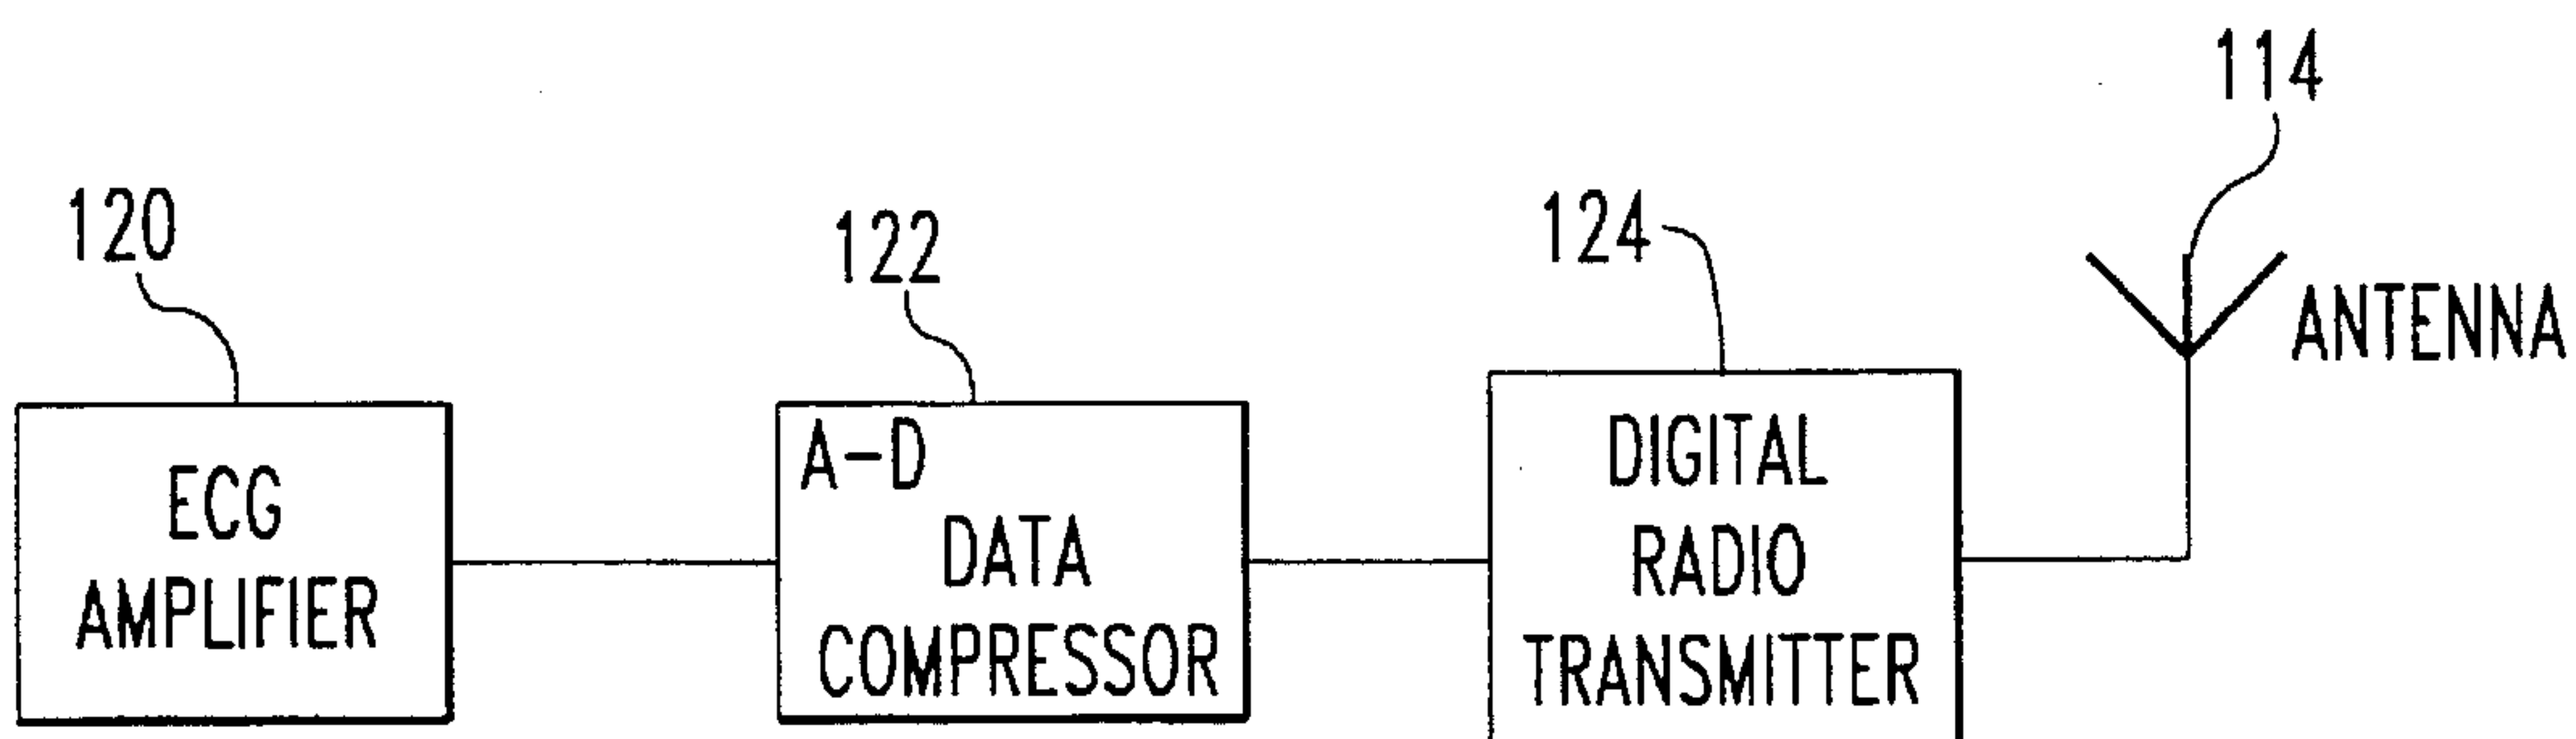 114
120
122
124
ANTENNA
ECG
AMPLIFIER
A-D
DATA
COMPRESSOR
DIGITAL
RADIO
TRANSMITTER